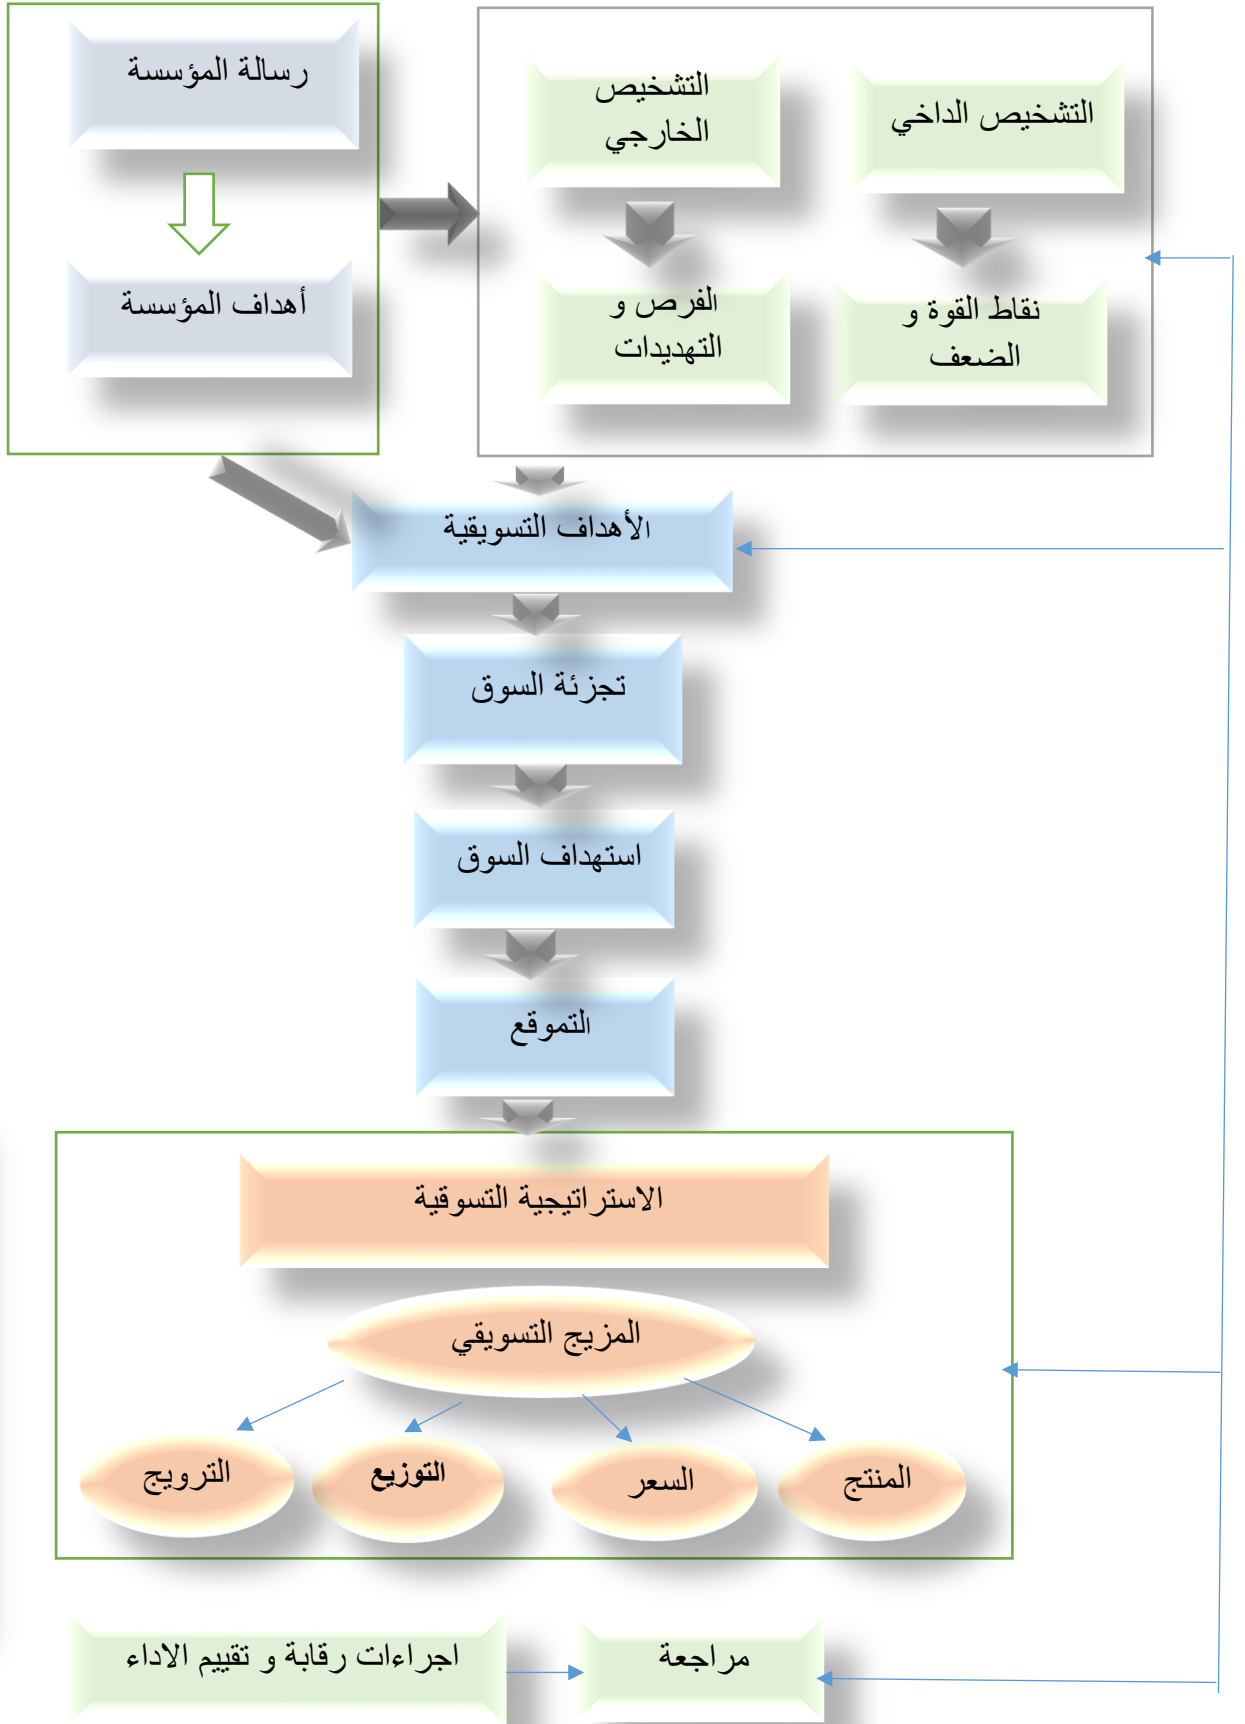 رسالة المؤسسة
أهداف المؤسسة
التشخيص الداخي
نقاط القوة و
الضعف
التشخيص
الخارجي
الفرص و
التهديدات
الأهداف التسويقية
تجزئة السوق
استهداف السوق
التموقع
الاستراتيجية التسوقية
المزيج التسويقي
المنتج
السعر
التوزيع
الترويج
اجراءات رقابة و تقييم الاداء
مراجعة